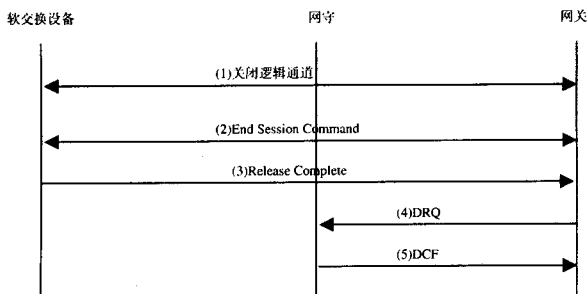 软交换设备 网守 网关
(1)关闭逻辑通道
(2)End Session Command
(3)Release Complete
(4)DRQ
(5)DCF